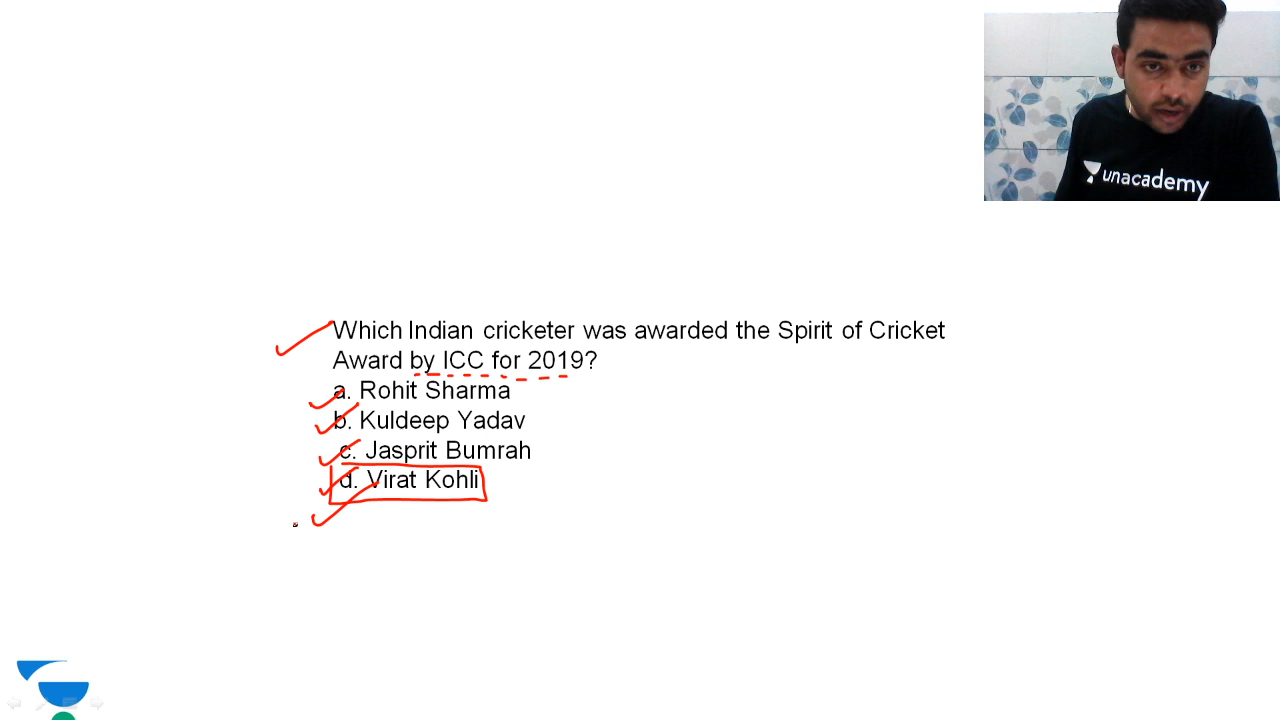 unacademy
Which Indian cricketer was awarded the Spirit of Cricket
Award by ICC for 2019?
a. Rohit Sharma
b. Kuldeep Yadav
c. Jasprit Bumrah
d. Virat Kohli